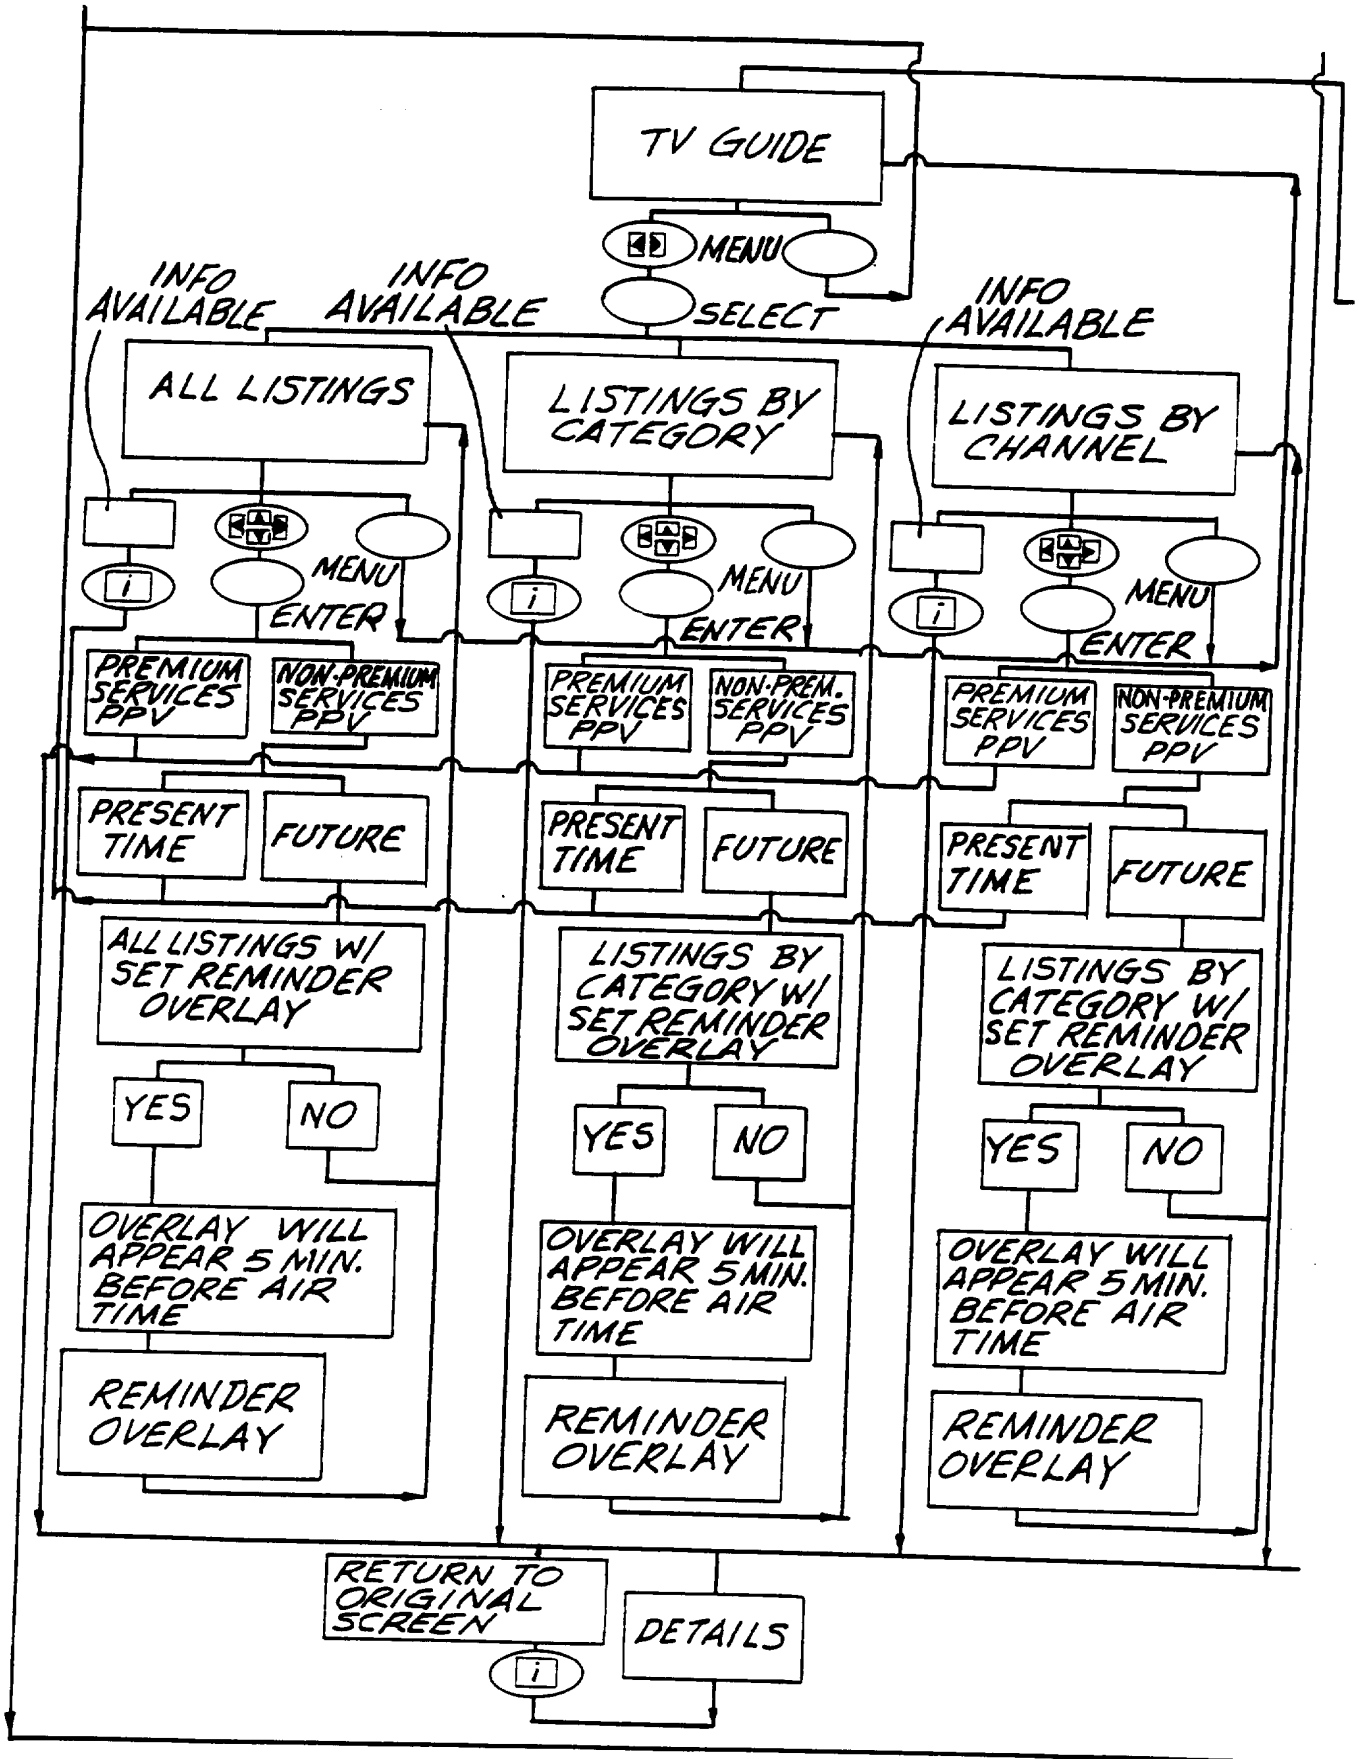 TV GUIDE
MENU
SELECT
INFO
AVAILABLE
INFO
AVAILABLE
INFO
AVAILABLE
ALL LISTINGS
LISTINGS BY
CATEGORY
LISTINGS BY
CHANNEL
i
MENU
ENTER
i
MENU
ENTER
i
MENU
ENTER
PREMIUM
SERVICES
PPV
NON-PREMIUM
SERVICES
PPV
PREMIUM
SERVICES
PPV
NON-PREM.
SERVICES
PPV
PREMIUM
SERVICES
PPV
NON-PREMIUM
SERVICES
PPV
PRESENT
TIME
FUTURE
PRESENT
TIME
FUTURE
PRESENT
TIME
FUTURE
ALL LISTINGS W/
SET REMINDER
OVERLAY
LISTINGS BY
CATEGORY W/
SET REMINDER
OVERLAY
LISTINGS BY
CATEGORY W/
SET REMINDER
OVERLAY
YES
NO
YES
NO
YES
NO
OVERLAY WILL
APPEAR 5 MIN.
BEFORE AIR
TIME
OVERLAY WILL
APPEAR 5 MIN.
BEFORE AIR
TIME
OVERLAY WILL
APPEAR 5 MIN.
BEFORE AIR
TIME
REMINDER
OVERLAY
REMINDER
OVERLAY
REMINDER
OVERLAY
RETURN TO
ORIGINAL
SCREEN
DETAILS
i